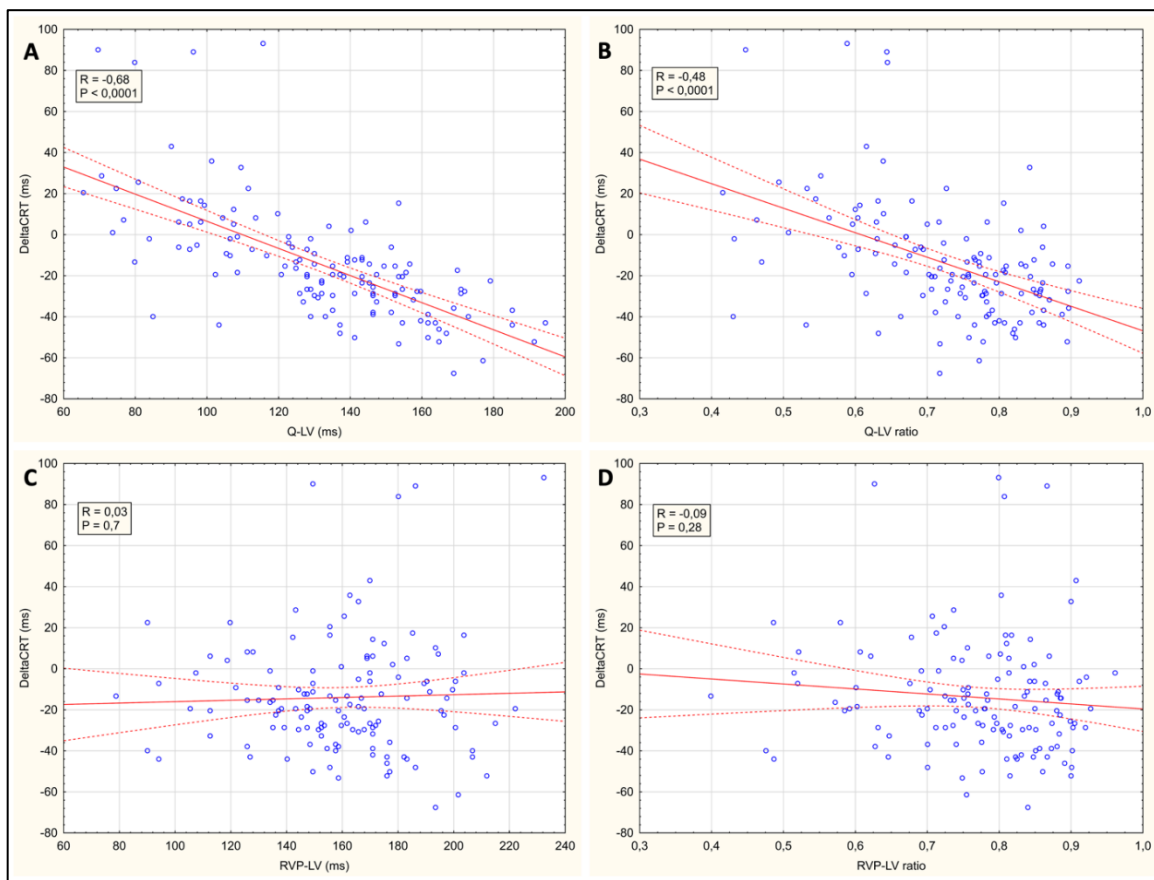 A
R = -0,68
P < 0,0001
DeltaCRT (ms)
100
80
60
40
20
0
-20
-40
-60
-80
60 80 100 120 140 160 180 200
Q-LV (ms)
B
R = -0,48
P < 0,0001
DeltaCRT (ms)
100
80
60
40
20
0
-20
-40
-60
-80
0,3 0,4 0,5 0,6 0,7 0,8 0,9 1,0
Q-LV ratio
C
R = 0,03
P = 0,7
DeltaCRT (ms)
100
80
60
40
20
0
-20
-40
-60
-80
60 80 100 120 140 160 180 200 220 240
RVP-LV (ms)
D
R = -0,09
P = 0,28
DeltaCRT (ms)
100
80
60
40
20
0
-20
-40
-60
-80
0,3 0,4 0,5 0,6 0,7 0,8 0,9 1,0
RVP-LV ratio